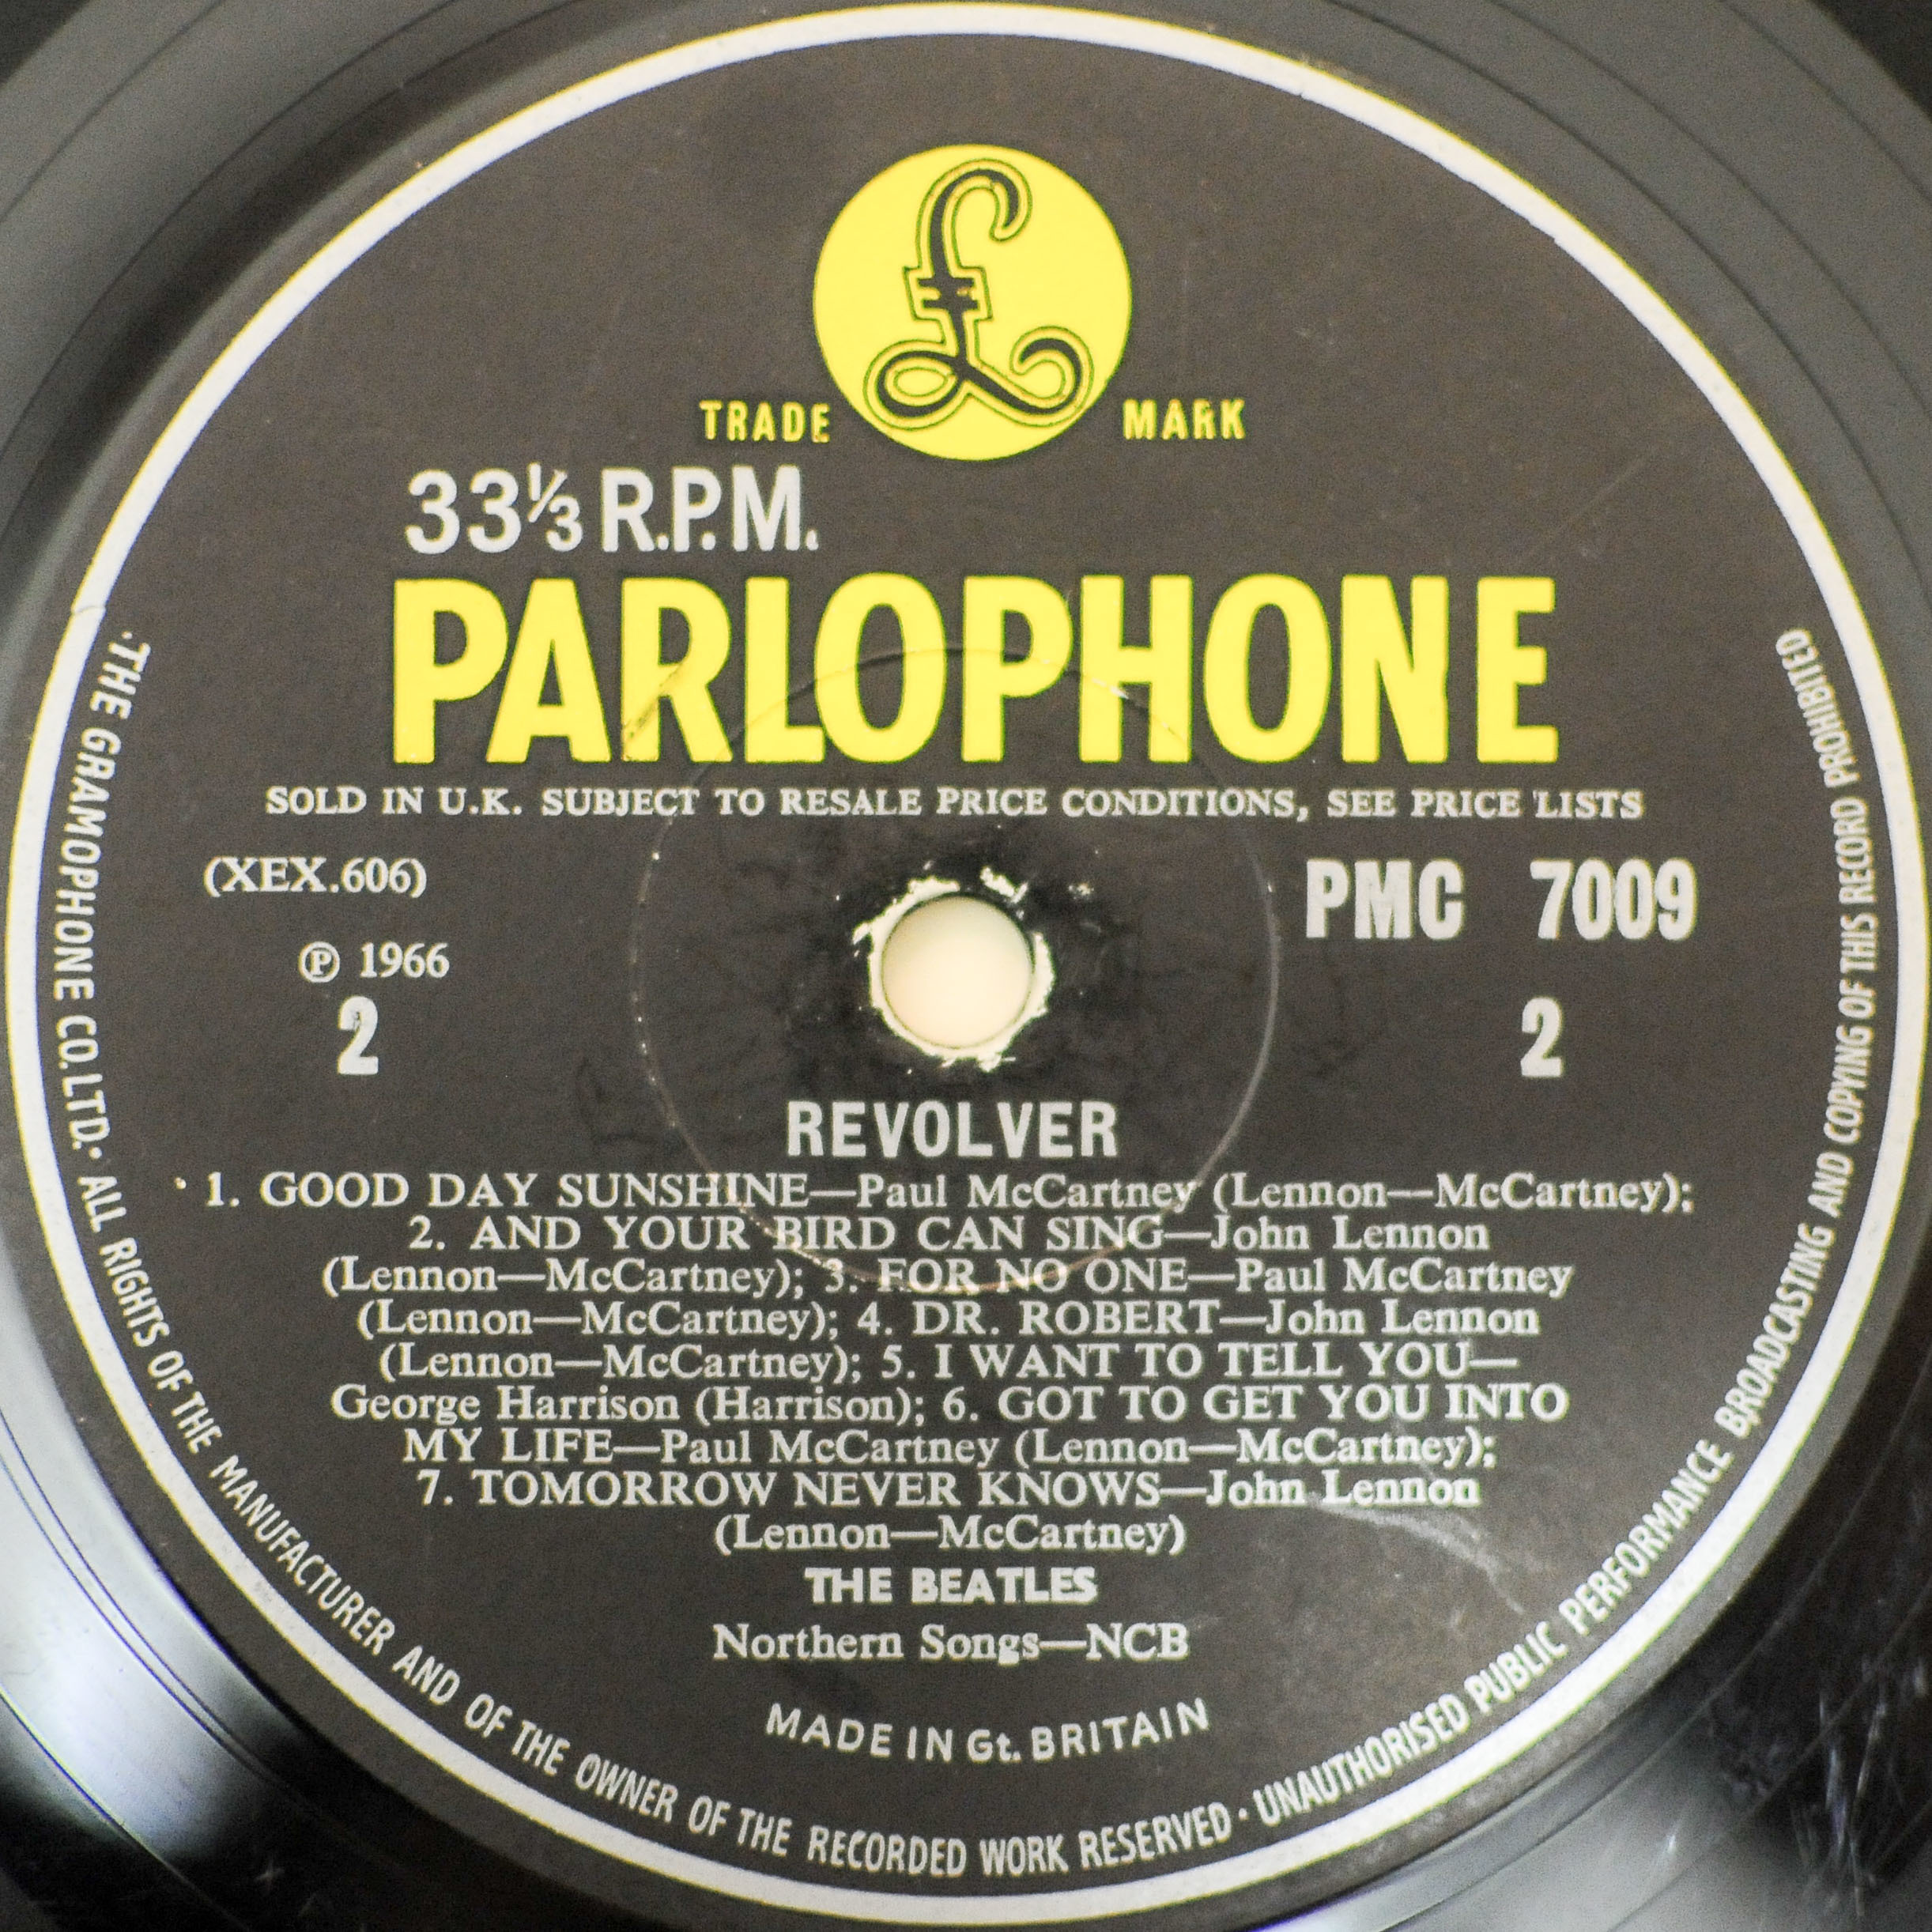 £
TRADE MARK
33⅓ R.P.M.
PARLOPHONE
SOLD IN U.K. SUBJECT TO RESALE PRICE CONDITIONS, SEE PRICE LISTS
(XEX.606)
PMC 7009
℗ 1966
2
2
REVOLVER
1. GOOD DAY SUNSHINE—Paul McCartney (Lennon—McCartney);
2. AND YOUR BIRD CAN SING—John Lennon
(Lennon—McCartney); 3. FOR NO ONE—Paul McCartney
(Lennon—McCartney); 4. DR. ROBERT—John Lennon
(Lennon—McCartney); 5. I WANT TO TELL YOU—
George Harrison (Harrison); 6. GOT TO GET YOU INTO
MY LIFE—Paul McCartney (Lennon—McCartney);
7. TOMORROW NEVER KNOWS—John Lennon
(Lennon—McCartney)
THE BEATLES
Northern Songs—NCB
MADE IN Gt. BRITAIN
·THE GRAMOPHONE CO. LTD.· ALL RIGHTS OF THE MANUFACTURER AND OF THE OWNER OF THE RECORDED WORK RESERVED · UNAUTHORISED PUBLIC PERFORMANCE BROADCASTING AND COPYING OF THIS RECORD PROHIBITED